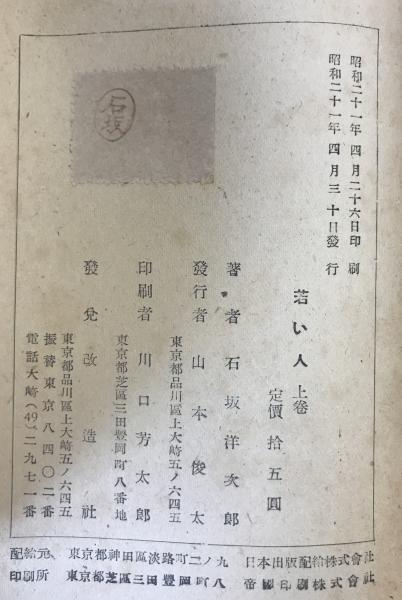 昭和二十一年四月二十六日印刷
昭和二十一年四月三十日發行
若い人 上卷
定價拾五圓
著者 石坂洋次郎
發行者 山本俊太
東京都品川區上大崎五ノ六四五
印刷者 川口芳太郎
東京都芝區三田豐岡町八番地
發兌 改造社
東京都品川區上大崎五ノ六四五
振替東京八四〇二番
電話大崎(49)二九七一番
石坂
配給元 東京都神田區淡路町二ノ九 日本出版配給株式會社
印刷所 東京都芝區三田豐岡町八 帝國印刷株式會社